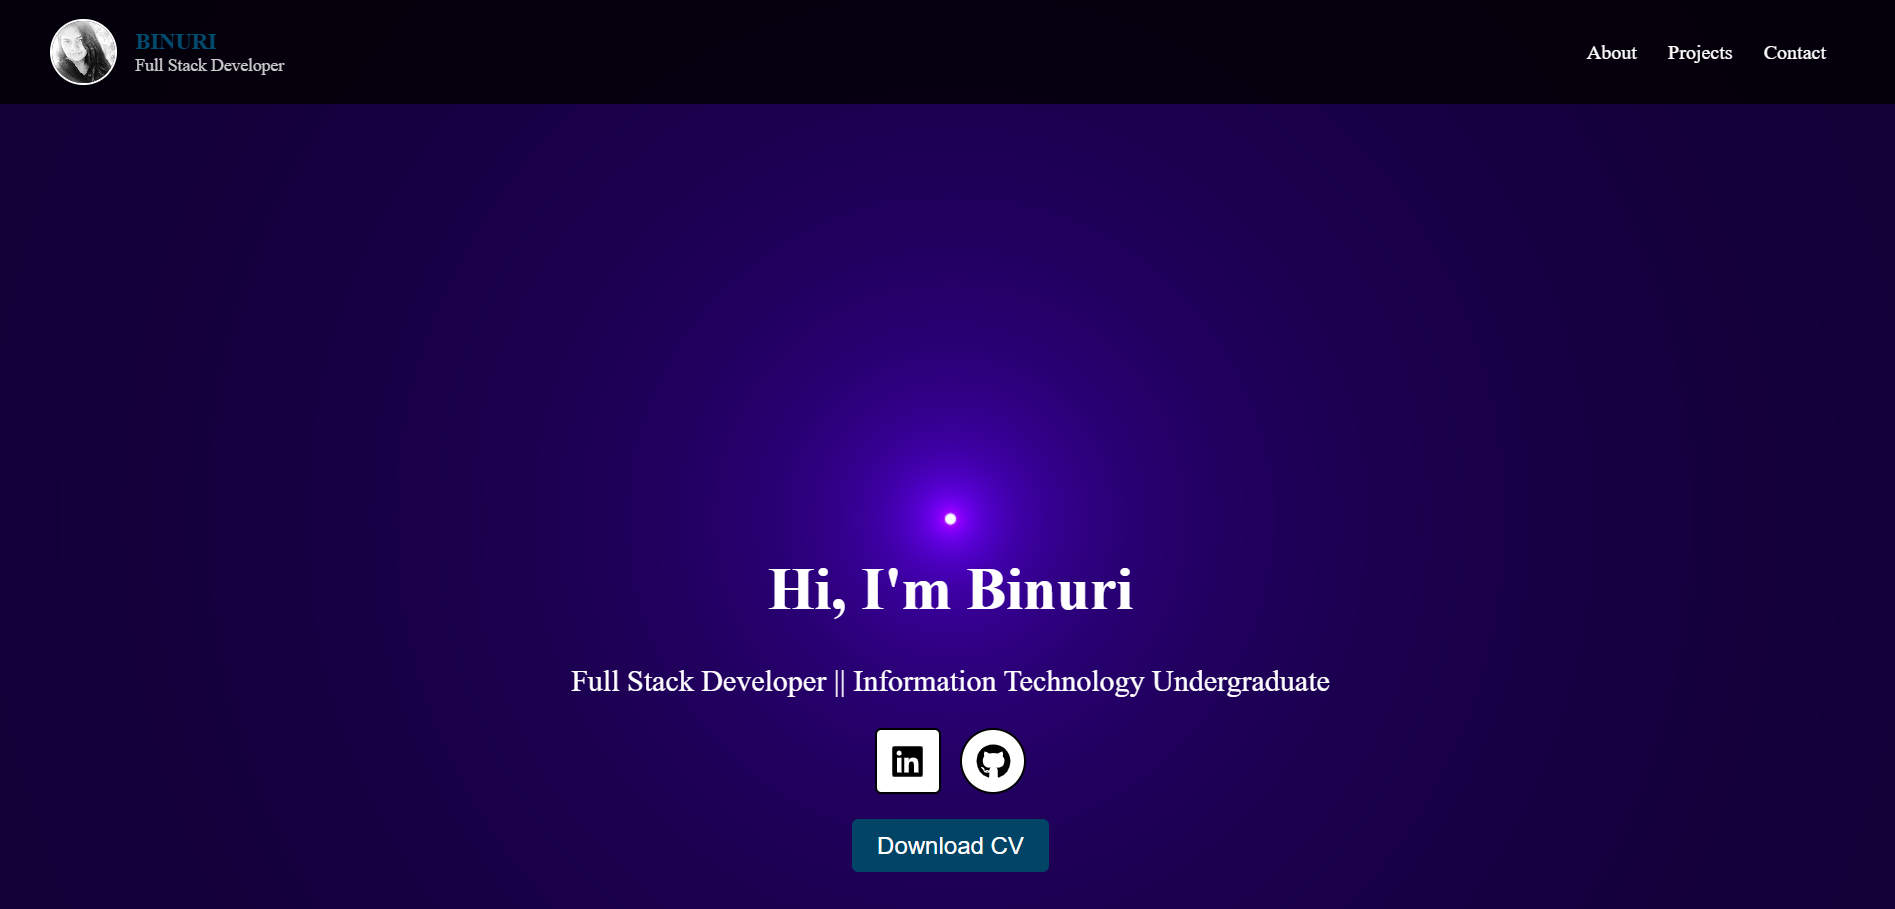 BINURI
Full Stack Developer
About Projects Contact
Hi, I'm Binuri
Full Stack Developer || Information Technology Undergraduate
in
Download CV